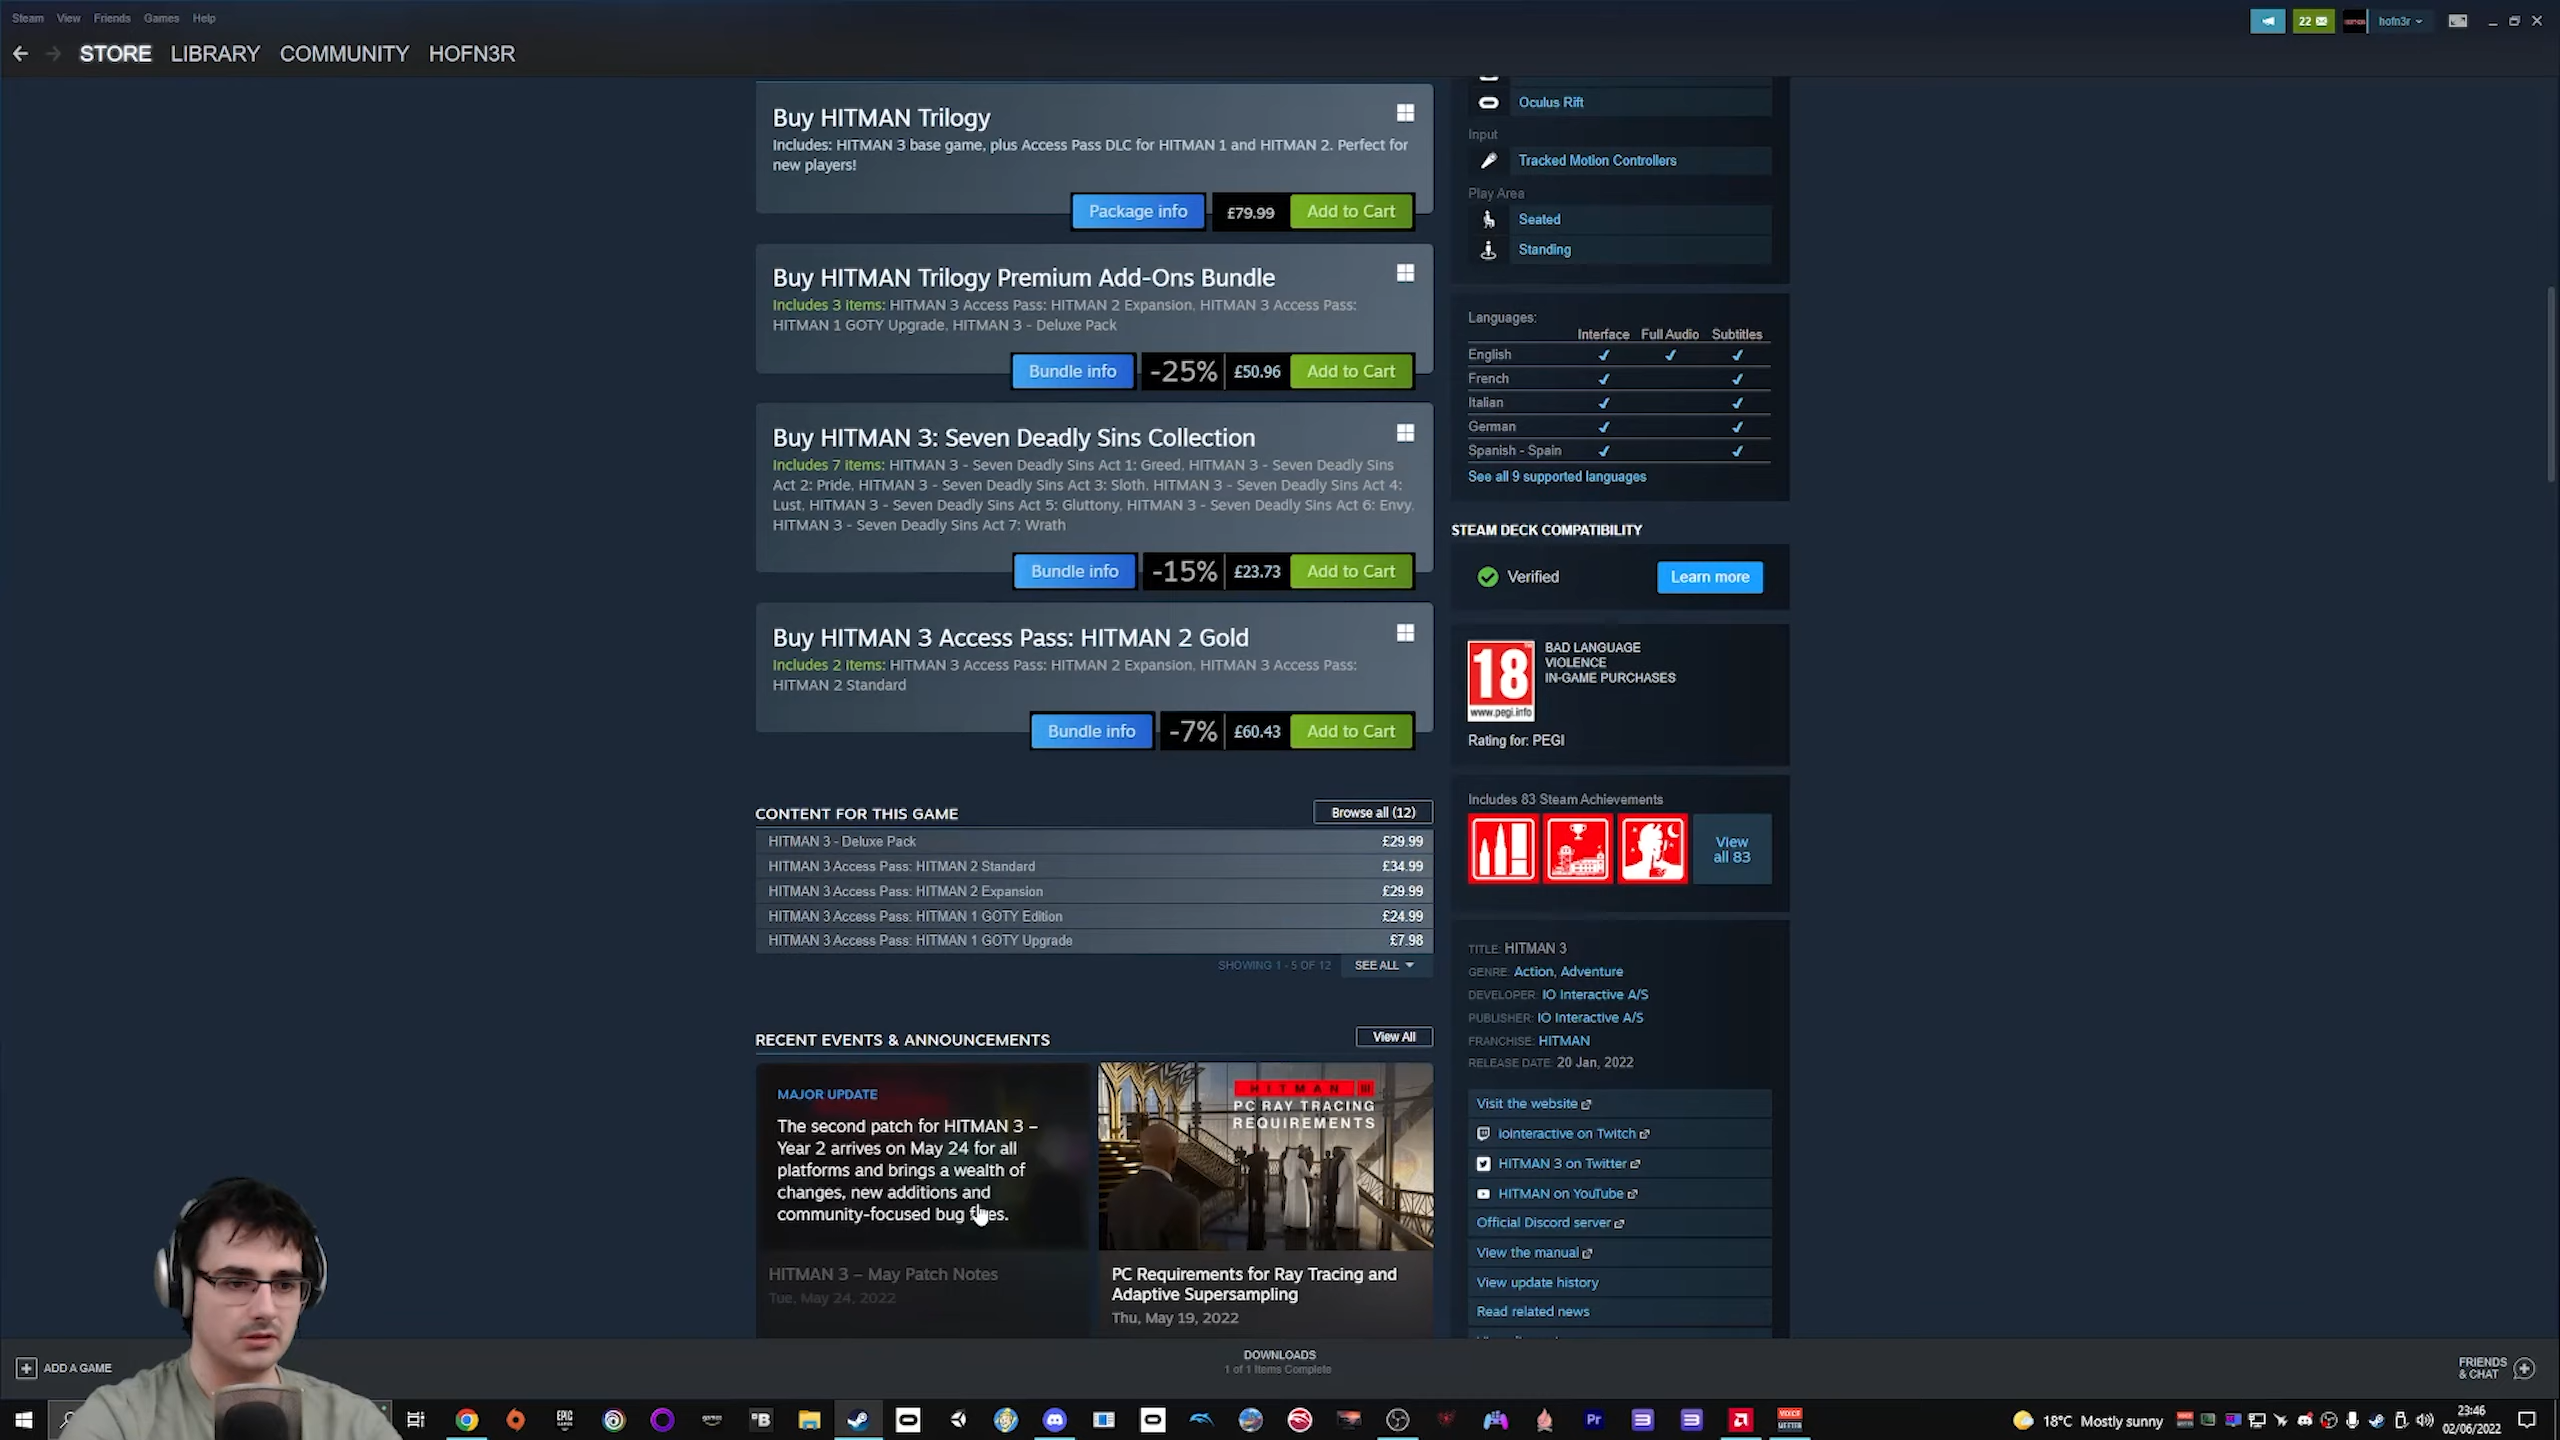 Steam View Friends Games Help
22 hofn3r
STORE LIBRARY COMMUNITY HOFN3R
Buy HITMAN Trilogy
Includes: HITMAN 3 base game, plus Access Pass DLC for HITMAN 1 and HITMAN 2. Perfect for
new players!
Package info £79.99 Add to Cart
Buy HITMAN Trilogy Premium Add-Ons Bundle
Includes 3 items: HITMAN 3 Access Pass: HITMAN 2 Expansion, HITMAN 3 Access Pass:
HITMAN 1 GOTY Upgrade, HITMAN 3 - Deluxe Pack
Bundle info -25% £50.96 Add to Cart
Buy HITMAN 3: Seven Deadly Sins Collection
Includes 7 items: HITMAN 3 - Seven Deadly Sins Act 1: Greed, HITMAN 3 - Seven Deadly Sins
Act 2: Pride, HITMAN 3 - Seven Deadly Sins Act 3: Sloth, HITMAN 3 - Seven Deadly Sins Act 4:
Lust, HITMAN 3 - Seven Deadly Sins Act 5: Gluttony, HITMAN 3 - Seven Deadly Sins Act 6: Envy,
HITMAN 3 - Seven Deadly Sins Act 7: Wrath
Bundle info -15% £23.73 Add to Cart
Buy HITMAN 3 Access Pass: HITMAN 2 Gold
Includes 2 items: HITMAN 3 Access Pass: HITMAN 2 Expansion, HITMAN 3 Access Pass:
HITMAN 2 Standard
Bundle info -7% £60.43 Add to Cart
CONTENT FOR THIS GAME Browse all (12)
HITMAN 3 - Deluxe Pack £29.99
HITMAN 3 Access Pass: HITMAN 2 Standard £34.99
HITMAN 3 Access Pass: HITMAN 2 Expansion £29.99
HITMAN 3 Access Pass: HITMAN 1 GOTY Edition £24.99
HITMAN 3 Access Pass: HITMAN 1 GOTY Upgrade £7.98
SHOWING 1 - 5 OF 12 SEE ALL
RECENT EVENTS & ANNOUNCEMENTS View All
MAJOR UPDATE
The second patch for HITMAN 3 –
Year 2 arrives on May 24 for all
platforms and brings a wealth of
changes, new additions and
community-focused bug
HITMAN 3 – May Patch Notes
Tue, May 24, 2022
HITMAN III
PC RAY TRACING
REQUIREMENTS
PC Requirements for Ray Tracing and
Adaptive Supersampling
Thu, May 19, 2022
Oculus Rift
Input
Tracked Motion Controllers
Play Area
Seated
Standing
Languages:
Interface Full Audio Subtitles
English ✔ ✔ ✔
French ✔ ✔
Italian ✔ ✔
German ✔ ✔
Spanish - Spain ✔ ✔
See all 9 supported languages
STEAM DECK COMPATIBILITY
Verified Learn more
18
www.pegi.info
BAD LANGUAGE
VIOLENCE
IN-GAME PURCHASES
Rating for: PEGI
Includes 83 Steam Achievements
View
all 83
TITLE: HITMAN 3
GENRE: Action, Adventure
DEVELOPER: IO Interactive A/S
PUBLISHER: IO Interactive A/S
FRANCHISE: HITMAN
RELEASE DATE: 20 Jan, 2022
Visit the website
iointeractive on Twitch
HITMAN 3 on Twitter
HITMAN on YouTube
Official Discord server
View the manual
View update history
Read related news
ADD A GAME
DOWNLOADS
1 of 1 Items Complete
FRIENDS
& CHAT
EPIC
GAMES
Pr
18°C Mostly sunny
23:46
02/06/2022